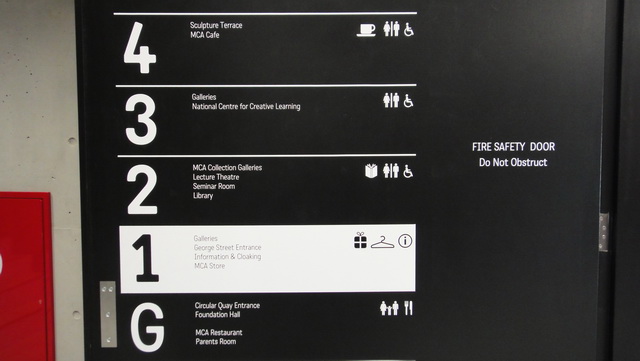 4
Sculpture Terrace
MCA Cafe
3
Galleries
National Centre for Creative Learning
2
MCA Collection Galleries
Lecture Theatre
Seminar Room
Library
1
Galleries
George Street Entrance
Information & Cloaking
MCA Store
G
Circular Quay Entrance
Foundation Hall
MCA Restaurant
Parents Room
FIRE SAFETY DOOR
Do Not Obstruct